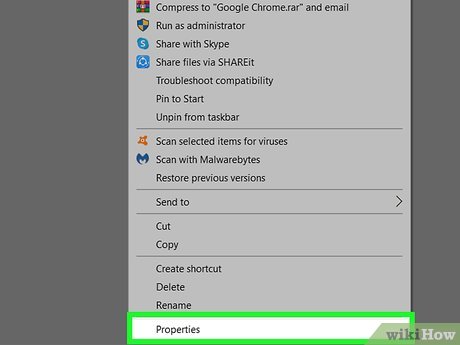 Compress to "Google Chrome.rar" and email
Run as administrator
Share with Skype
Share files via SHAREit
Troubleshoot compatibility
Pin to Start
Unpin from taskbar
Scan selected items for viruses
Scan with Malwarebytes
Restore previous versions
Send to
Cut
Copy
Create shortcut
Delete
Rename
Properties
wikiHow